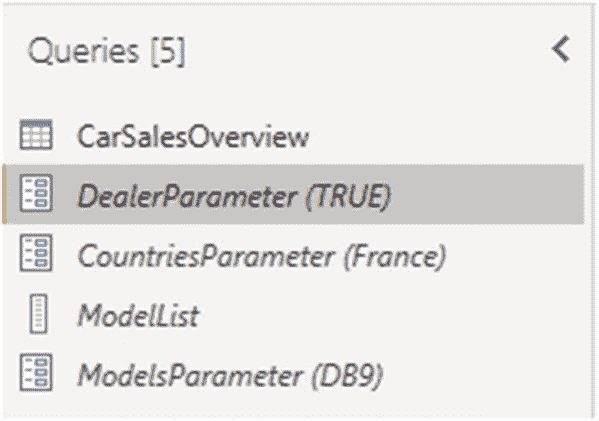 Queries [5]
CarSalesOverview
DealerParameter (TRUE)
CountriesParameter (France)
ModelList
ModelsParameter (DB9)